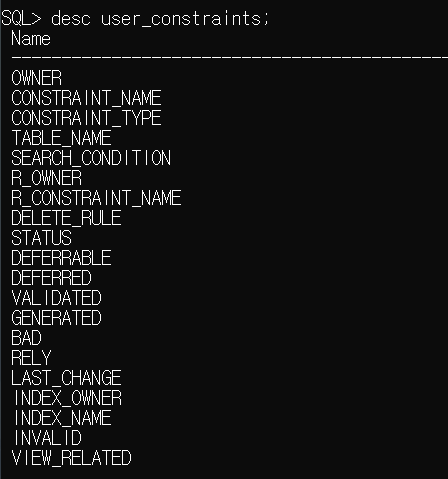 SQL> desc user_constraints;
Name
--------------------------------------------
OWNER
CONSTRAINT_NAME
CONSTRAINT_TYPE
TABLE_NAME
SEARCH_CONDITION
R_OWNER
R_CONSTRAINT_NAME
DELETE_RULE
STATUS
DEFERRABLE
DEFERRED
VALIDATED
GENERATED
BAD
RELY
LAST_CHANGE
INDEX_OWNER
INDEX_NAME
INVALID
VIEW_RELATED